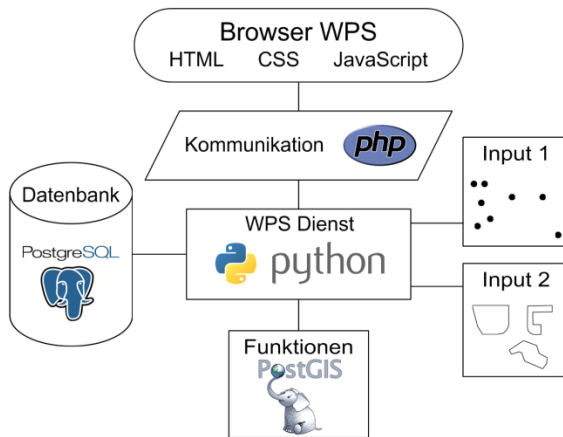 Browser WPS
HTML CSS JavaScript
Kommunikation php
Input 1
Datenbank
PostgreSQL
WPS Dienst
python
Input 2
Funktionen
PostGIS